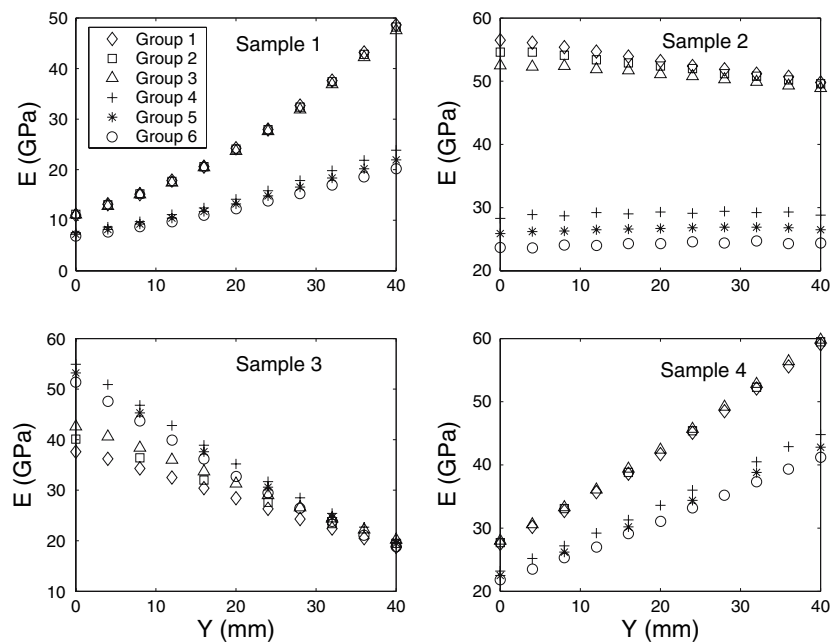 50
40
30
20
10
0
E (GPa)
Group 1
Group 2
Group 3
Group 4
Group 5
Group 6
Sample 1
0 10 20 30 40
60
50
40
30
20
E (GPa)
Sample 2
0 10 20 30 40
60
50
40
30
20
10
E (GPa)
Sample 3
0 10 20 30 40
Y (mm)
60
50
40
30
20
E (GPa)
Sample 4
0 10 20 30 40
Y (mm)